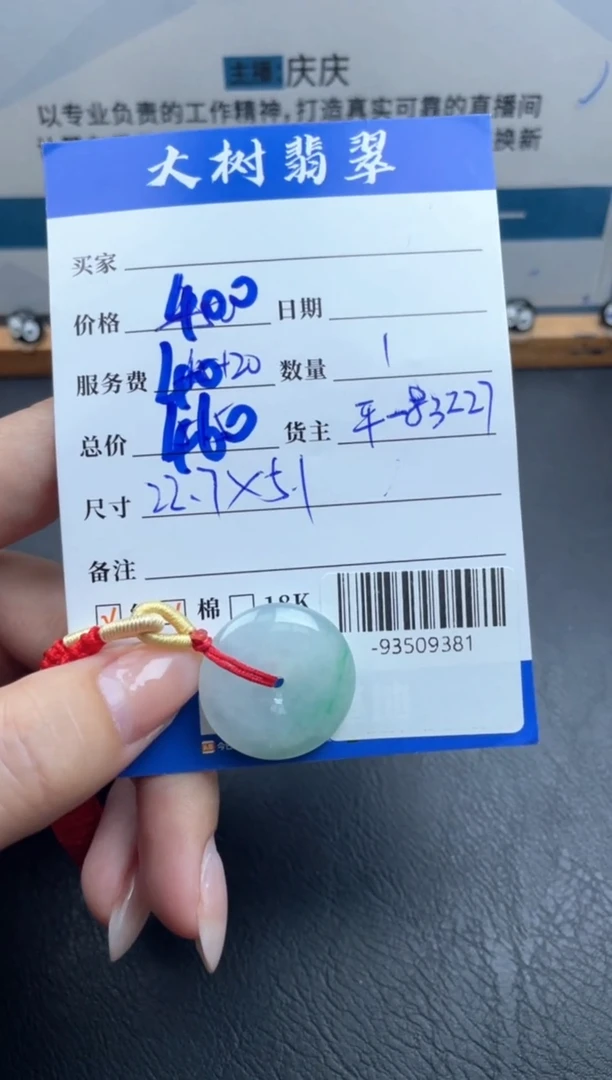 主播:庆庆
以专业负责的工作精神,打造真实可靠的直播间
换新
大树翡翠
买家
价格 400 日期
服务费 +20 数量 1
总价 460 货主 平-83227
尺寸 22.7×5.1
备注
棉 18K
-93509381